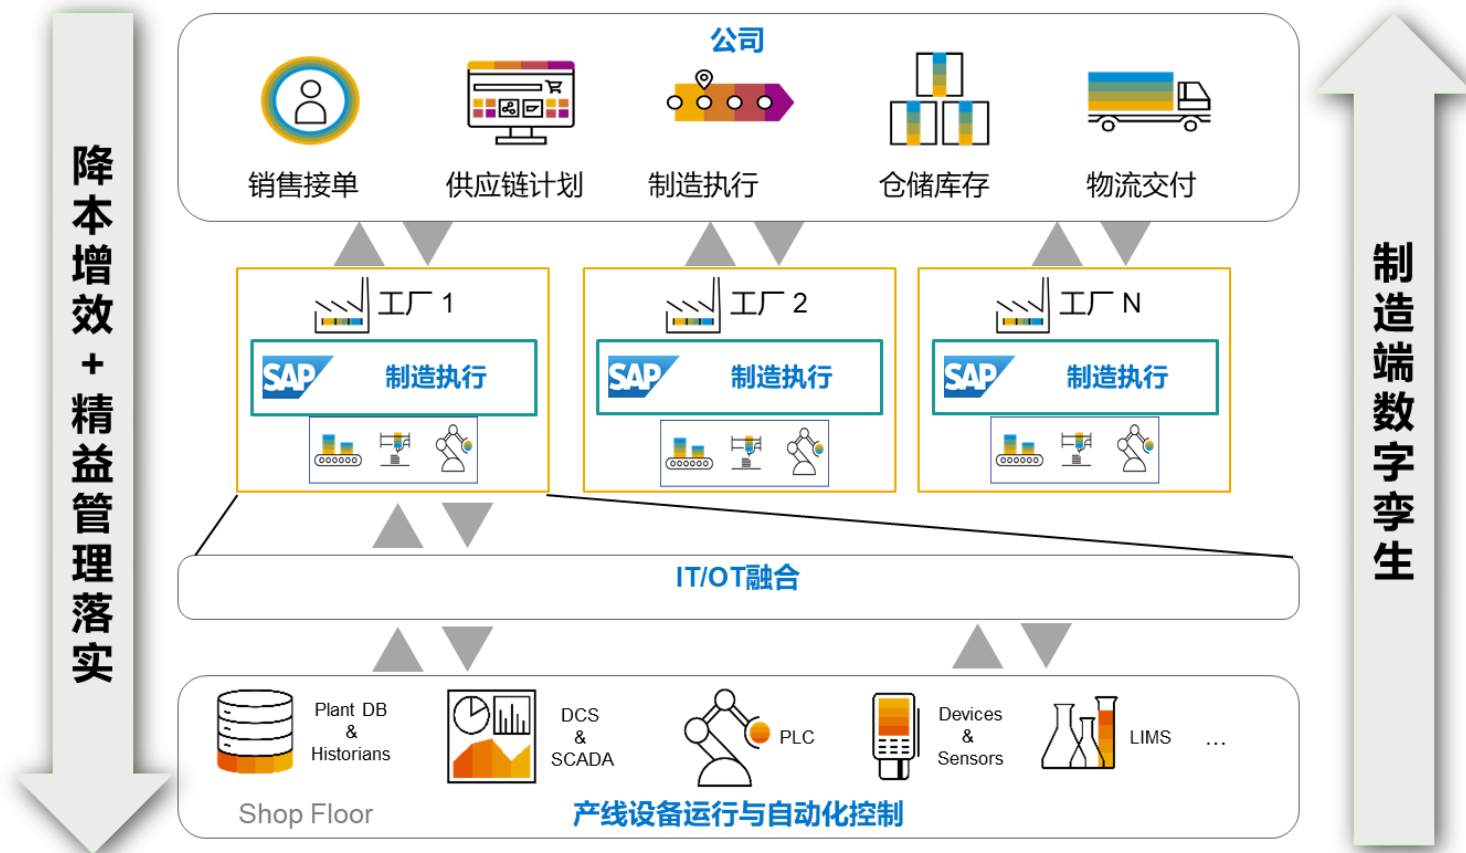 降本增效+精益管理落实
公司
销售接单
供应链计划
制造执行
仓储库存
物流交付
工厂 1
SAP 制造执行
工厂 2
SAP 制造执行
工厂 N
SAP 制造执行
IT/OT融合
Plant DB
&
Historians
DCS
&
SCADA
PLC
Devices
&
Sensors
LIMS
...
Shop Floor
产线设备运行与自动化控制
制造端数字孪生